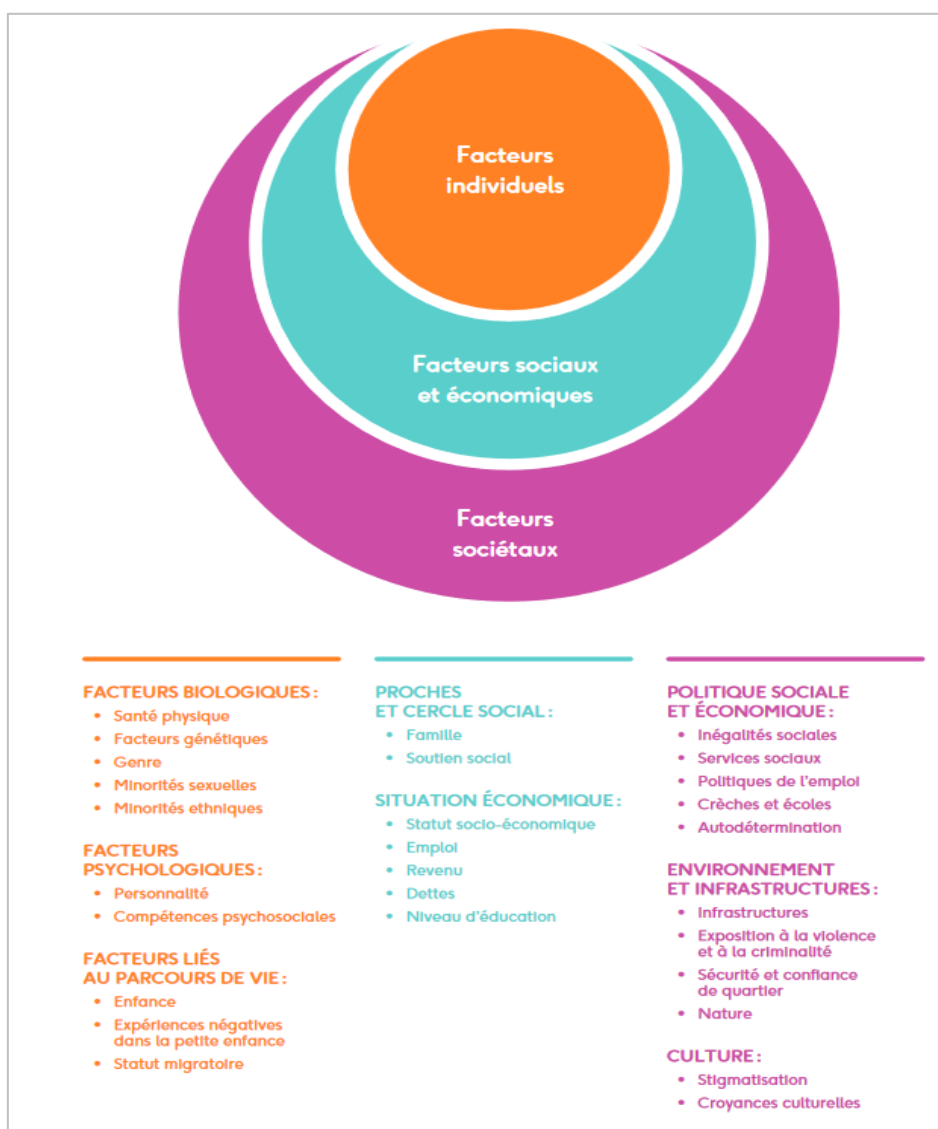 Facteurs
individuels
Facteurs sociaux
et économiques
Facteurs
sociétaux
FACTEURS BIOLOGIQUES :
• Santé physique
• Facteurs génétiques
• Genre
• Minorités sexuelles
• Minorités ethniques
FACTEURS
PSYCHOLOGIQUES :
• Personnalité
• Compétences psychosociales
FACTEURS LIÉS
AU PARCOURS DE VIE :
• Enfance
• Expériences négatives
dans la petite enfance
• Statut migratoire
PROCHES
ET CERCLE SOCIAL :
• Famille
• Soutien social
SITUATION ÉCONOMIQUE :
• Statut socio-économique
• Emploi
• Revenu
• Dettes
• Niveau d'éducation
POLITIQUE SOCIALE
ET ÉCONOMIQUE :
• Inégalités sociales
• Services sociaux
• Politiques de l'emploi
• Crèches et écoles
• Autodétermination
ENVIRONNEMENT
ET INFRASTRUCTURES :
• Infrastructures
• Exposition à la violence
et à la criminalité
• Sécurité et confiance
de quartier
• Nature
CULTURE :
• Stigmatisation
• Croyances culturelles